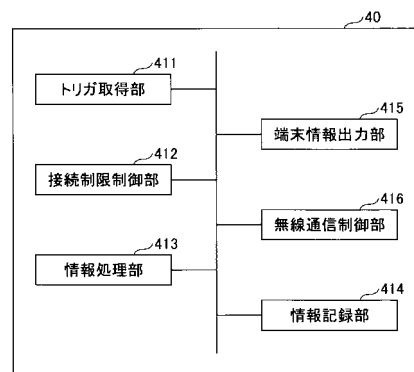 40
411
トリガ取得部
415
端末情報出力部
412
接続制限制御部
416
無線通信制御部
413
情報処理部
414
情報記録部